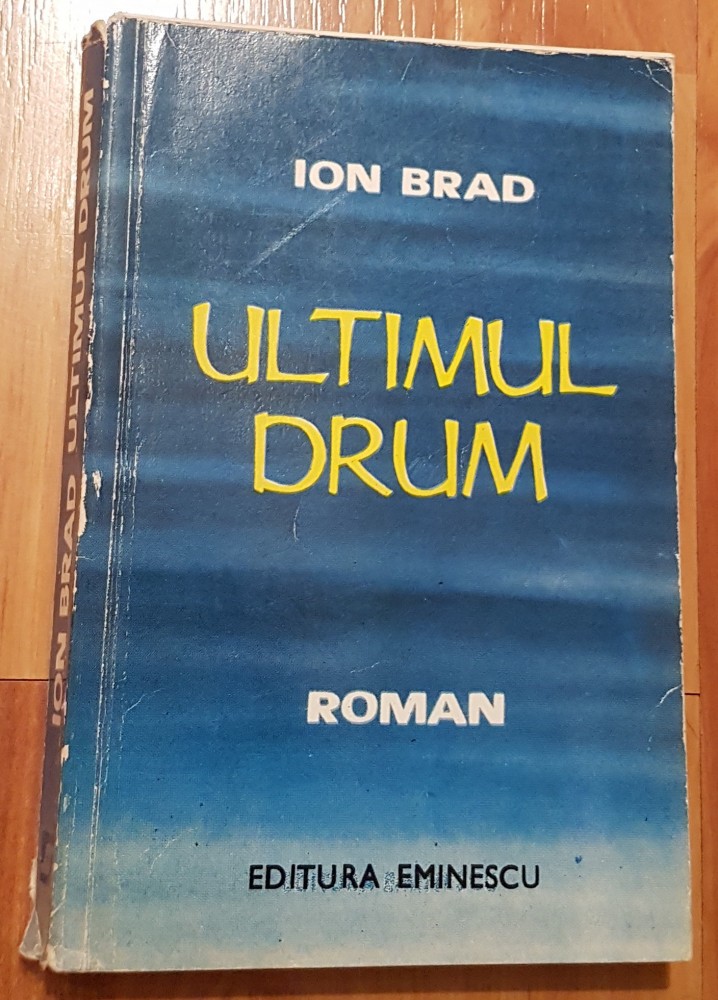 ION BRAD
ULTIMUL
DRUM
ROMAN
EDITURA EMINESCU
ION BRAD ULTIMUL DRUM